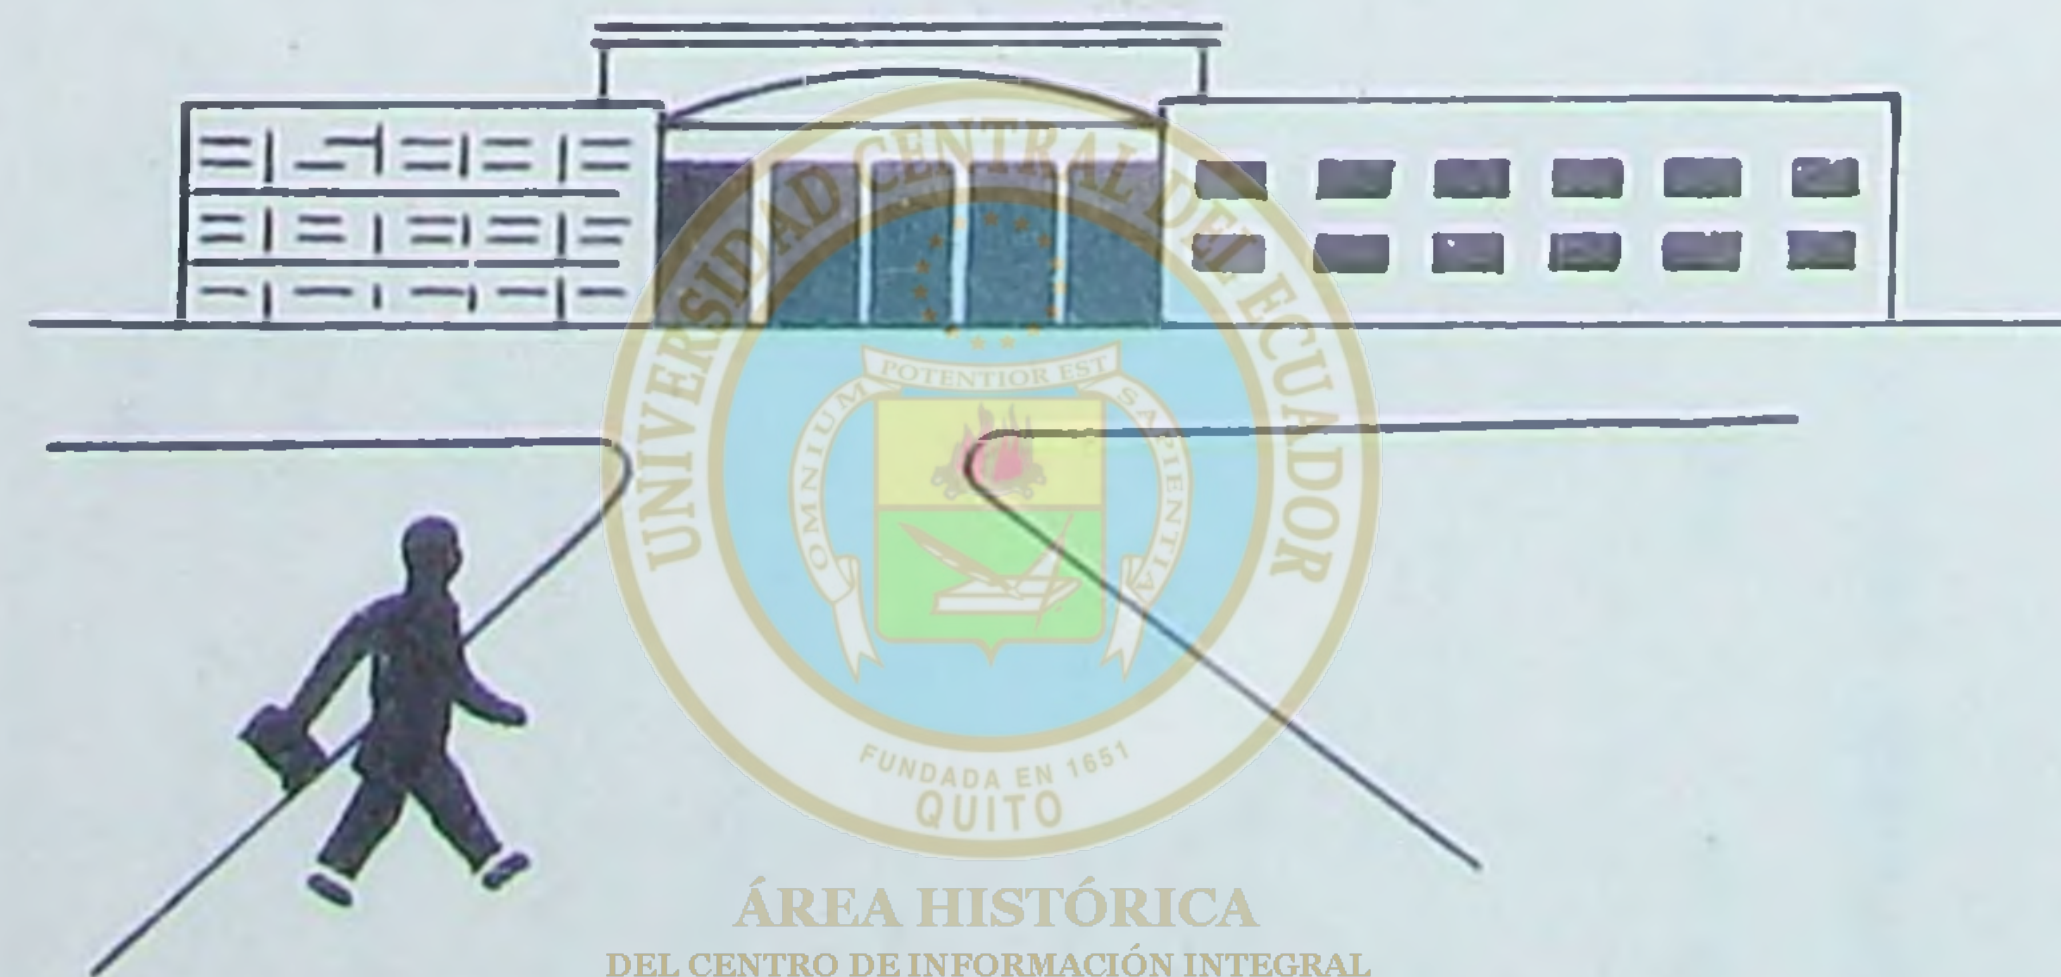 UNIVERSIDAD CENTRAL DEL ECUADOR
OMNIUM POTENTIOR EST SAPIENTIA
FUNDADA EN 1651
QUITO
ÁREA HISTÓRICA
DEL CENTRO DE INFORMACIÓN INTEGRAL